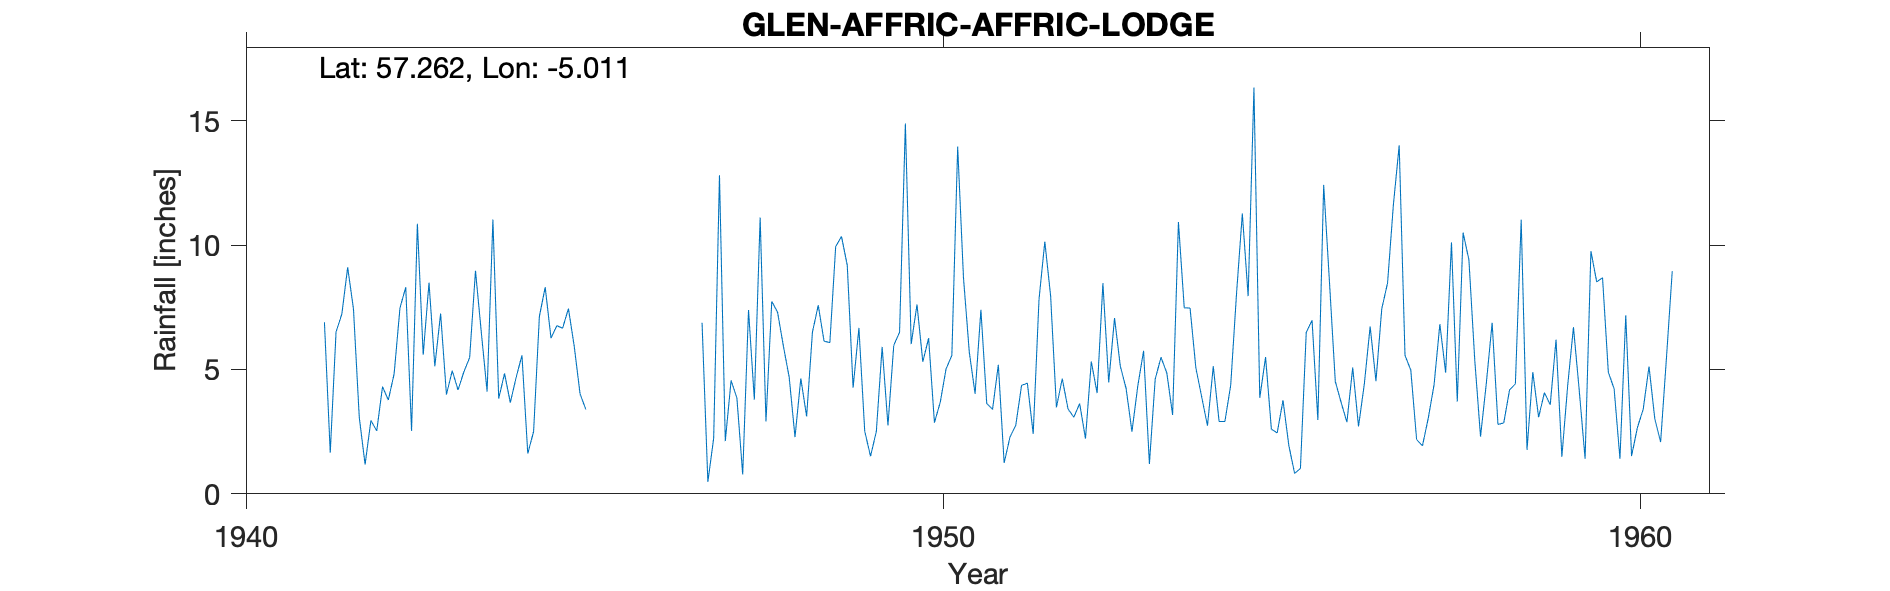 GLEN-AFFRIC-AFFRIC-LODGE
Lat: 57.262, Lon: -5.011
15
10
5
0
Rainfall [inches]
1940 1950 1960
Year